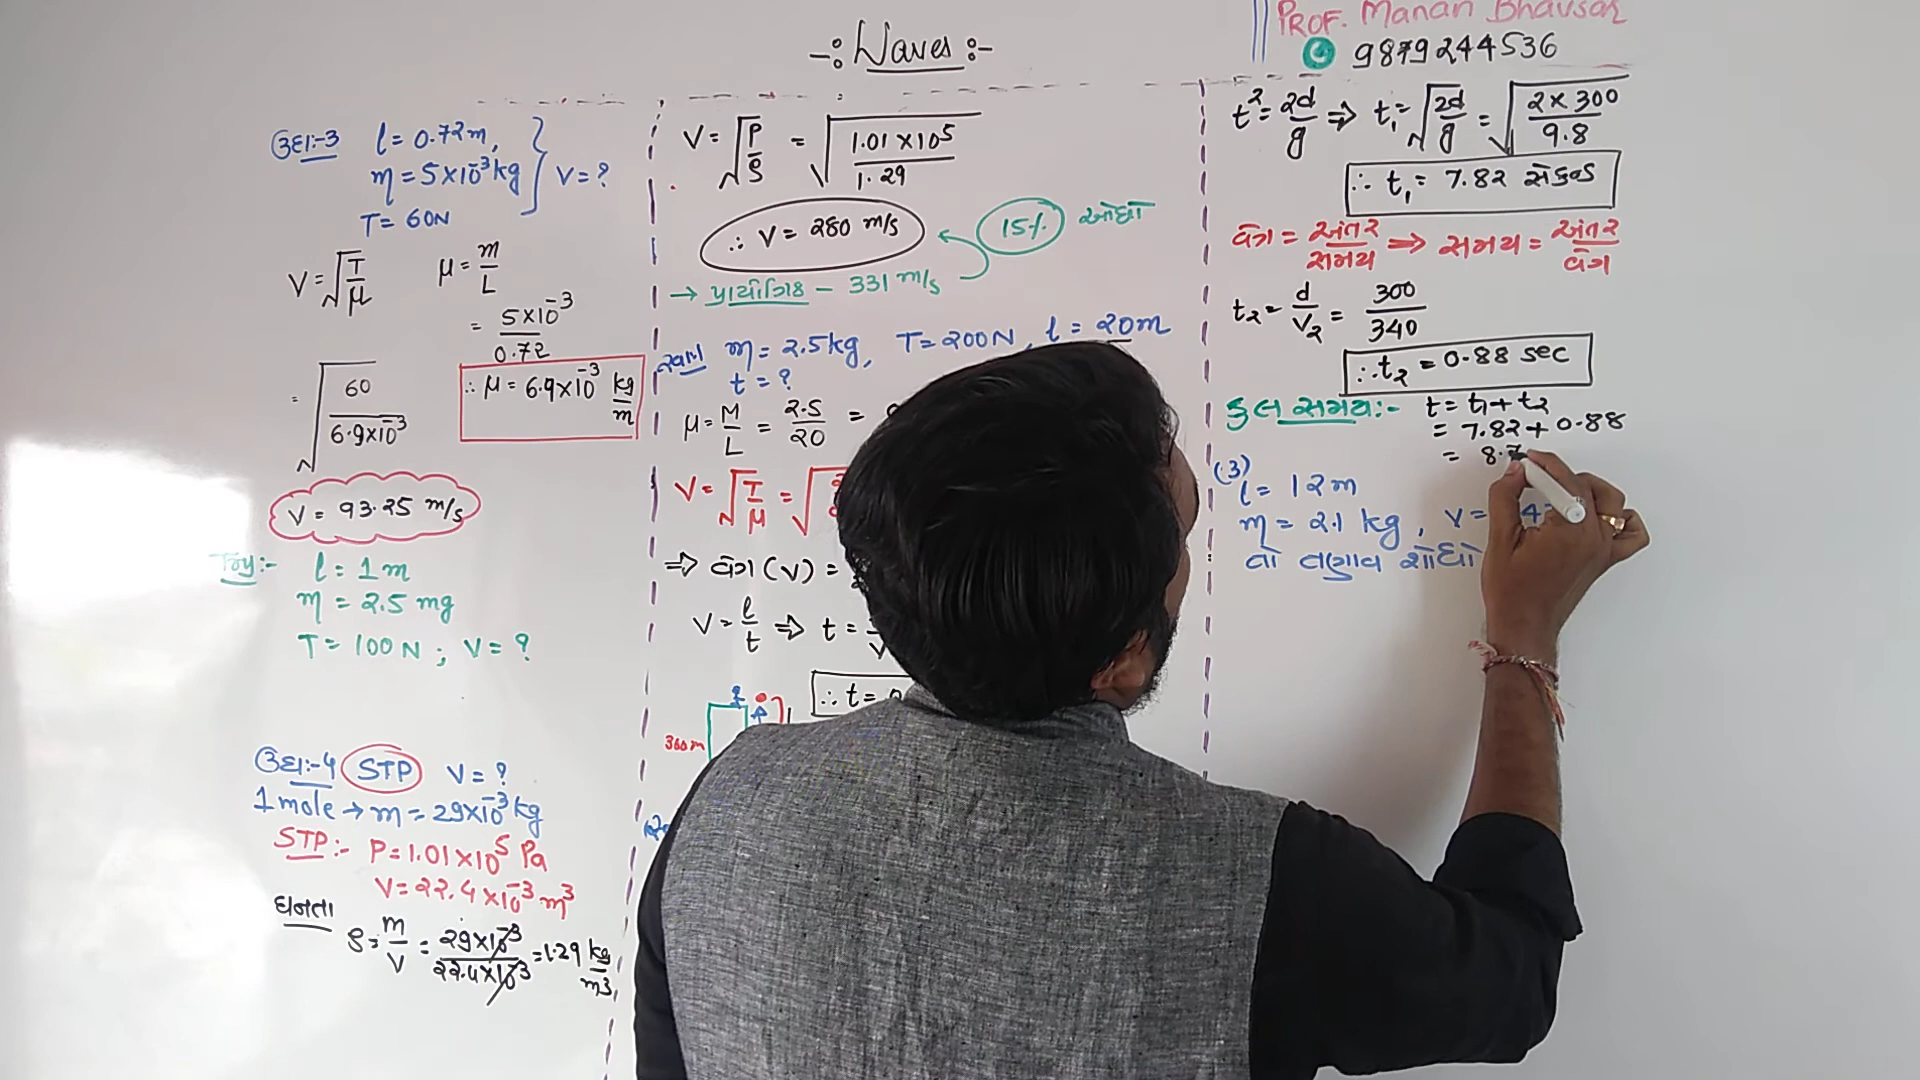 -: Waves :-
PROF. Manan Bhavsar
9879244536
ઉદા:-3 l = 0.72m,
m = 5×10⁻³ kg } V = ?
T = 60N
V = √(T/μ) μ = m/L
= 5×10⁻³/0.72
= √(60/6.9×10⁻³) ∴ μ = 6.9×10⁻³ kg/m
V = 93.25 m/s
Try:- l = 1m
m = 2.5 mg
T = 100 N ; V = ?
ઉદા:-4 STP V = ?
1 mole → m = 29×10⁻³ kg
STP:- P = 1.01×10⁵ Pa
V = 22.4×10⁻³ m³
ઘનતા
ρ = m/V = 29×10⁻³/22.4×10⁻³ = 1.29 kg/m3
V = √(P/ρ) = √(1.01×10⁵/1.29)
∴ V = 280 m/s 15% ઓછો
→ પ્રાયોગિક - 331 m/s
m = 2.5kg, T = 200N, l = 20m
t = ?
μ = M/L = 2.5/20 =
V = √(T/μ) = √
⇒ વેગ (v) =
V = l/t ⇒ t =
∴ t =
300m
t² = 2d/g ⇒ t₁ = √(2d/g) = √(2×300/9.8)
∴ t₁ = 7.82 સેકન્ડ
વેગ = અંતર/સમય ⇒ સમય = અંતર/વેગ
t₂ = d/V₂ = 300/340
∴ t₂ = 0.88 sec
કુલ સમય:- t = t₁ + t₂
= 7.82 + 0.88
= 8.7
(3) l = 12m
m = 2.1 kg, V =
તો તણાવ શોધો